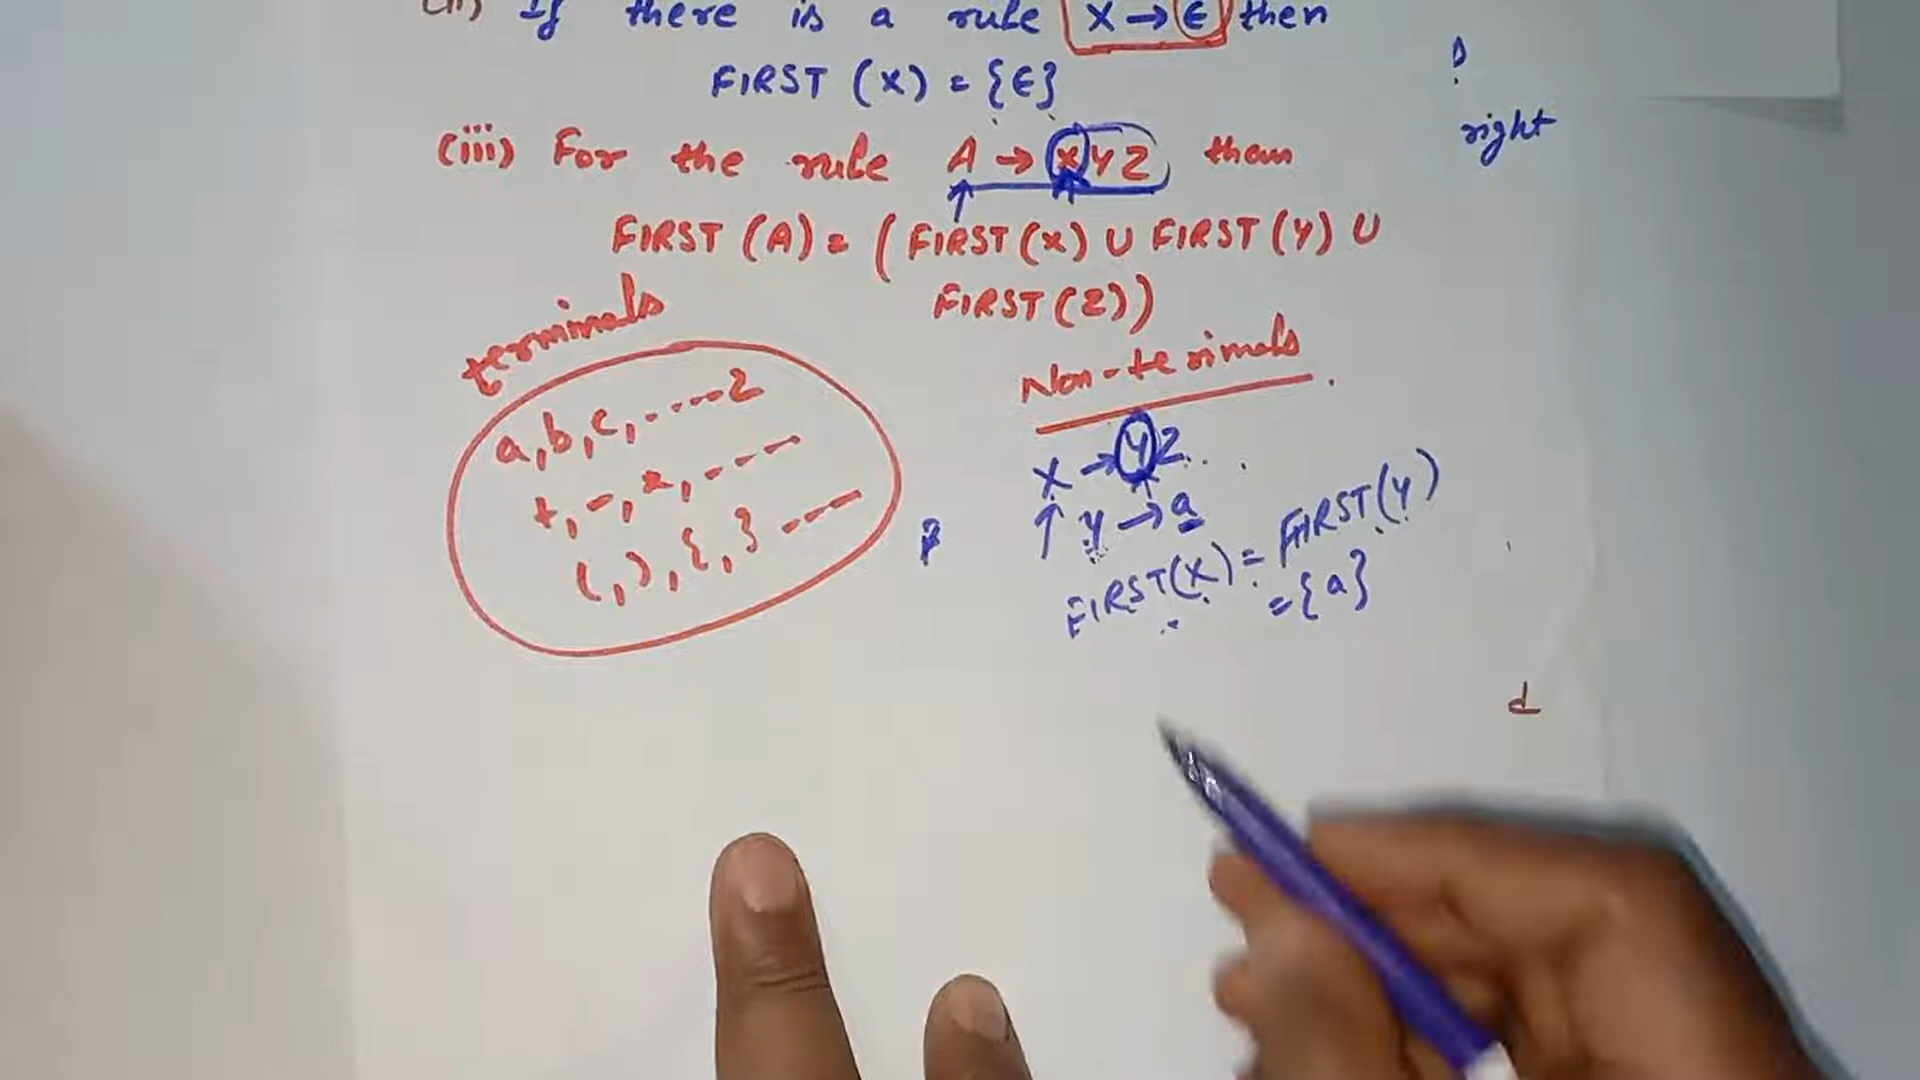 (ii) If there is a rule X → ϵ then
FIRST (X) = {ϵ}
(iii) For the rule A → XYZ then
FIRST (A) = (FIRST(X) U FIRST(Y) U
FIRST(Z))
right
terminals
a, b, c, ....z
+, -, *, ----
(, ), {, } ----
Non-terimals
X → YZ...
Y → a
FIRST(X) = FIRST(Y)
= {a}
d